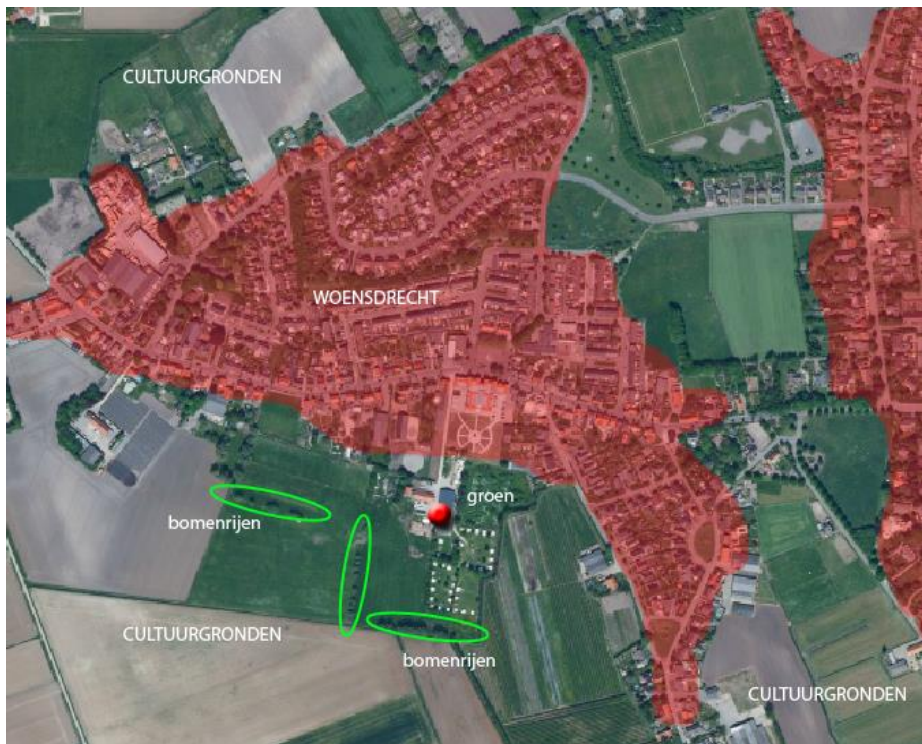 CULTUURGRONDEN
WOENSDRECHT
groen
bomenrijen
CULTUURGRONDEN
bomenrijen
CULTUURGRONDEN